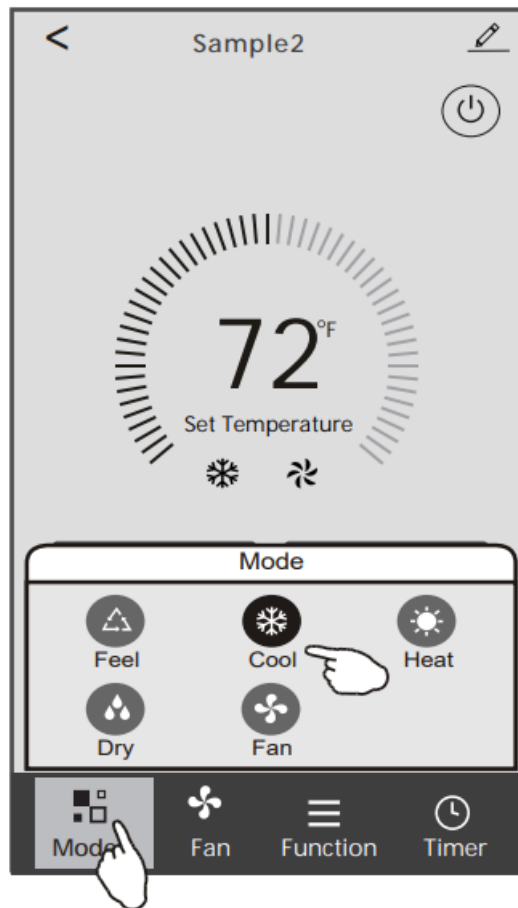 <
Sample2
72°F
Set Temperature
Mode
Feel Cool Heat
Dry Fan
Mode Fan Function Timer